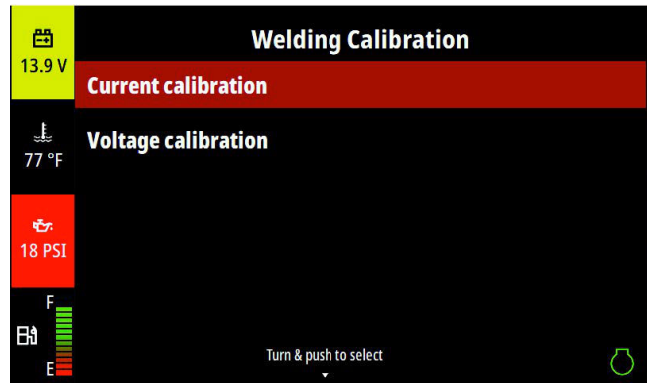 Welding Calibration
13.9 V
Current calibration
Voltage calibration
77 °F
18 PSI
F
E
Turn & push to select